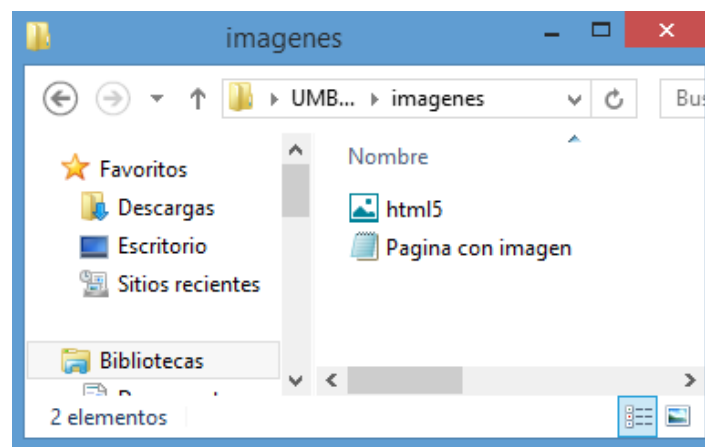 imagenes
UMB... imagenes
Bus
Favoritos
Descargas
Escritorio
Sitios recientes
Bibliotecas
Nombre
html5
Pagina con imagen
2 elementos